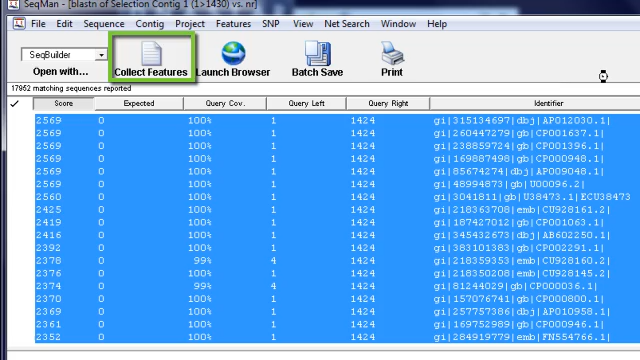 SeqMan - [blastn of Selection Contig 1 (1>1430) vs. nr]
File Edit Sequence Contig Project Features SNP View Net Search Window Help
SeqBuilder
Open with... Collect Features Launch Browser Batch Save Print
17952 matching sequences reported
✓ Score Expected Query Cov. Query Left Query Right Identifier
2569 0 100% 1 1424 gi|315134697|dbj|AP012030.1|
2569 0 100% 1 1424 gi|260447279|gb|CP001637.1|
2569 0 100% 1 1424 gi|238859724|gb|CP001396.1|
2569 0 100% 1 1424 gi|169887498|gb|CP000948.1|
2569 0 100% 1 1424 gi|85674274|dbj|AP009048.1|
2569 0 100% 1 1424 gi|48994873|gb|U00096.2|
2560 0 100% 1 1424 gi|3041811|gb|U38473.1|ECU38473
2425 0 100% 1 1424 gi|218363708|emb|CU928161.2|
2419 0 100% 1 1424 gi|187427012|gb|CP001063.1|
2416 0 100% 1 1424 gi|345432673|dbj|AB602250.1|
2392 0 100% 1 1424 gi|383101383|gb|CP002291.1|
2378 0 99% 4 1424 gi|218359353|emb|CU928160.2|
2376 0 100% 1 1424 gi|218350208|emb|CU928145.2|
2374 0 99% 4 1424 gi|81244029|gb|CP000036.1|
2370 0 100% 1 1424 gi|157076741|gb|CP000800.1|
2369 0 100% 1 1424 gi|257757386|dbj|AP010958.1|
2361 0 100% 1 1424 gi|169752989|gb|CP000946.1|
2352 0 100% 1 1424 gi|284919779|emb|FN554766.1|